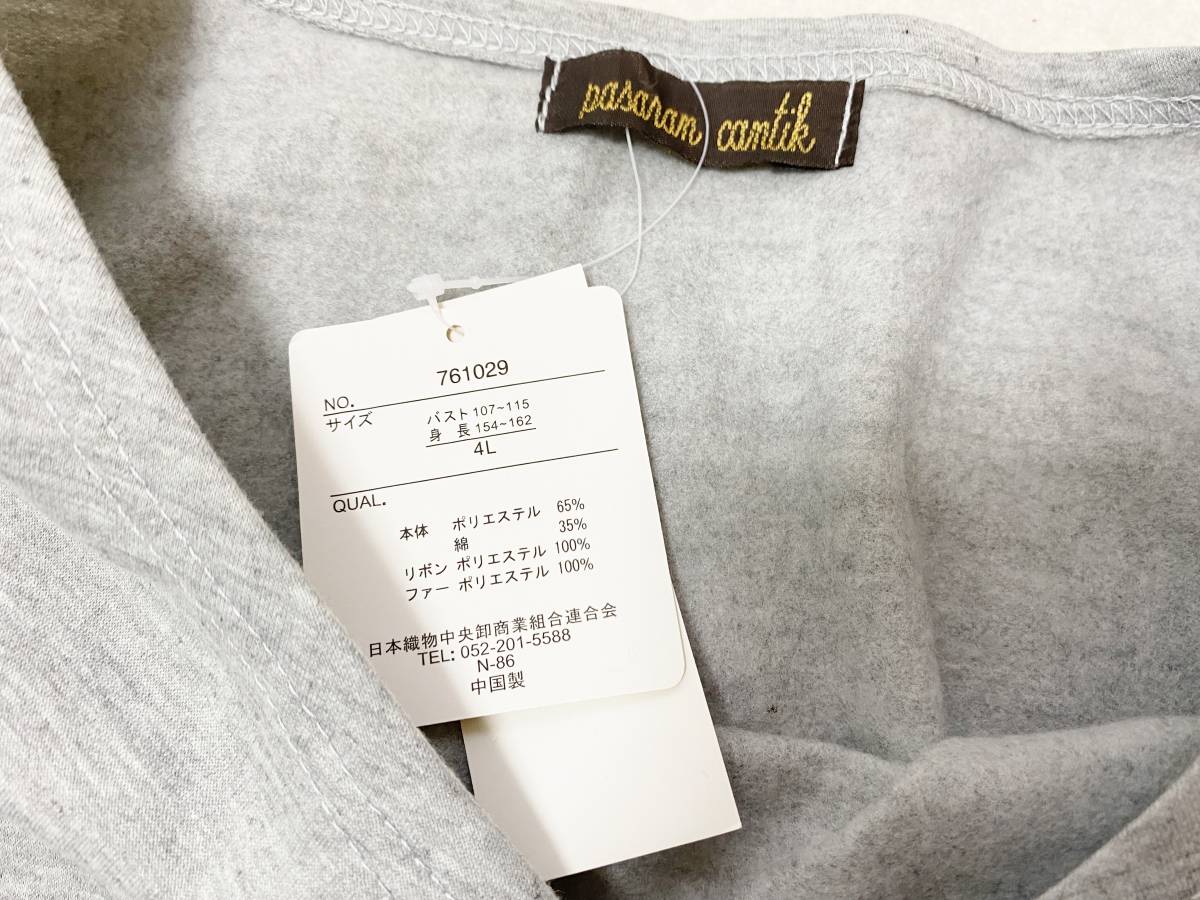 pasaram cantik
NO. 761029
サイズ バスト 107~115
身長 154~162
4L
QUAL.
本体 ポリエステル 65%
綿 35%
リボン ポリエステル 100%
ファー ポリエステル 100%
日本織物中央卸商業組合連合会
TEL: 052-201-5588
N-86
中国製